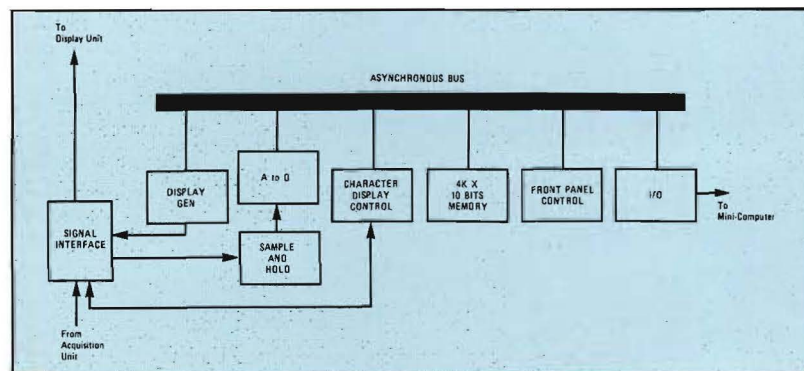 To
Display Unit
ASYNCHRONOUS BUS
DISPLAY
GEN
A to D
CHARACTER
DISPLAY
CONTROL
4K X
10 BITS
MEMORY
FRONT PANEL
CONTROL
I/O
To
Mini-Computer
SIGNAL
INTERFACE
SAMPLE
AND
HOLD
From
Acquisition
Unit